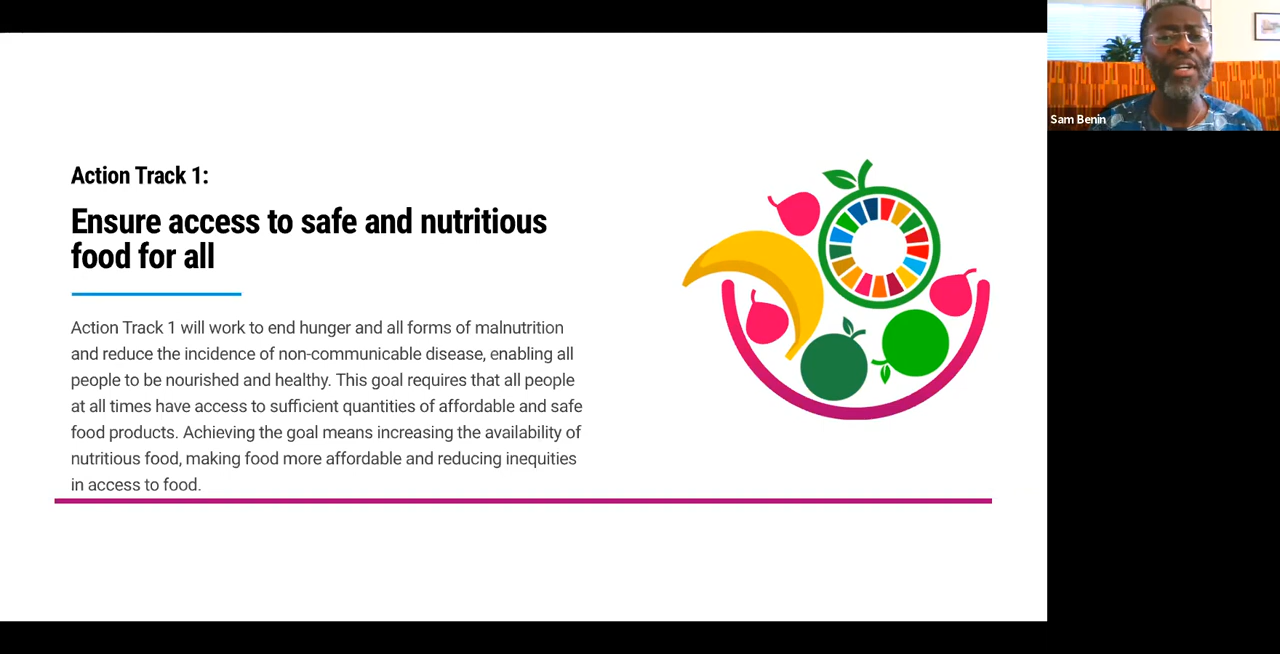 Action Track 1:
Ensure access to safe and nutritious
food for all
Action Track 1 will work to end hunger and all forms of malnutrition
and reduce the incidence of non-communicable disease, enabling all
people to be nourished and healthy. This goal requires that all people
at all times have access to sufficient quantities of affordable and safe
food products. Achieving the goal means increasing the availability of
nutritious food, making food more affordable and reducing inequities
in access to food.
Sam Benin